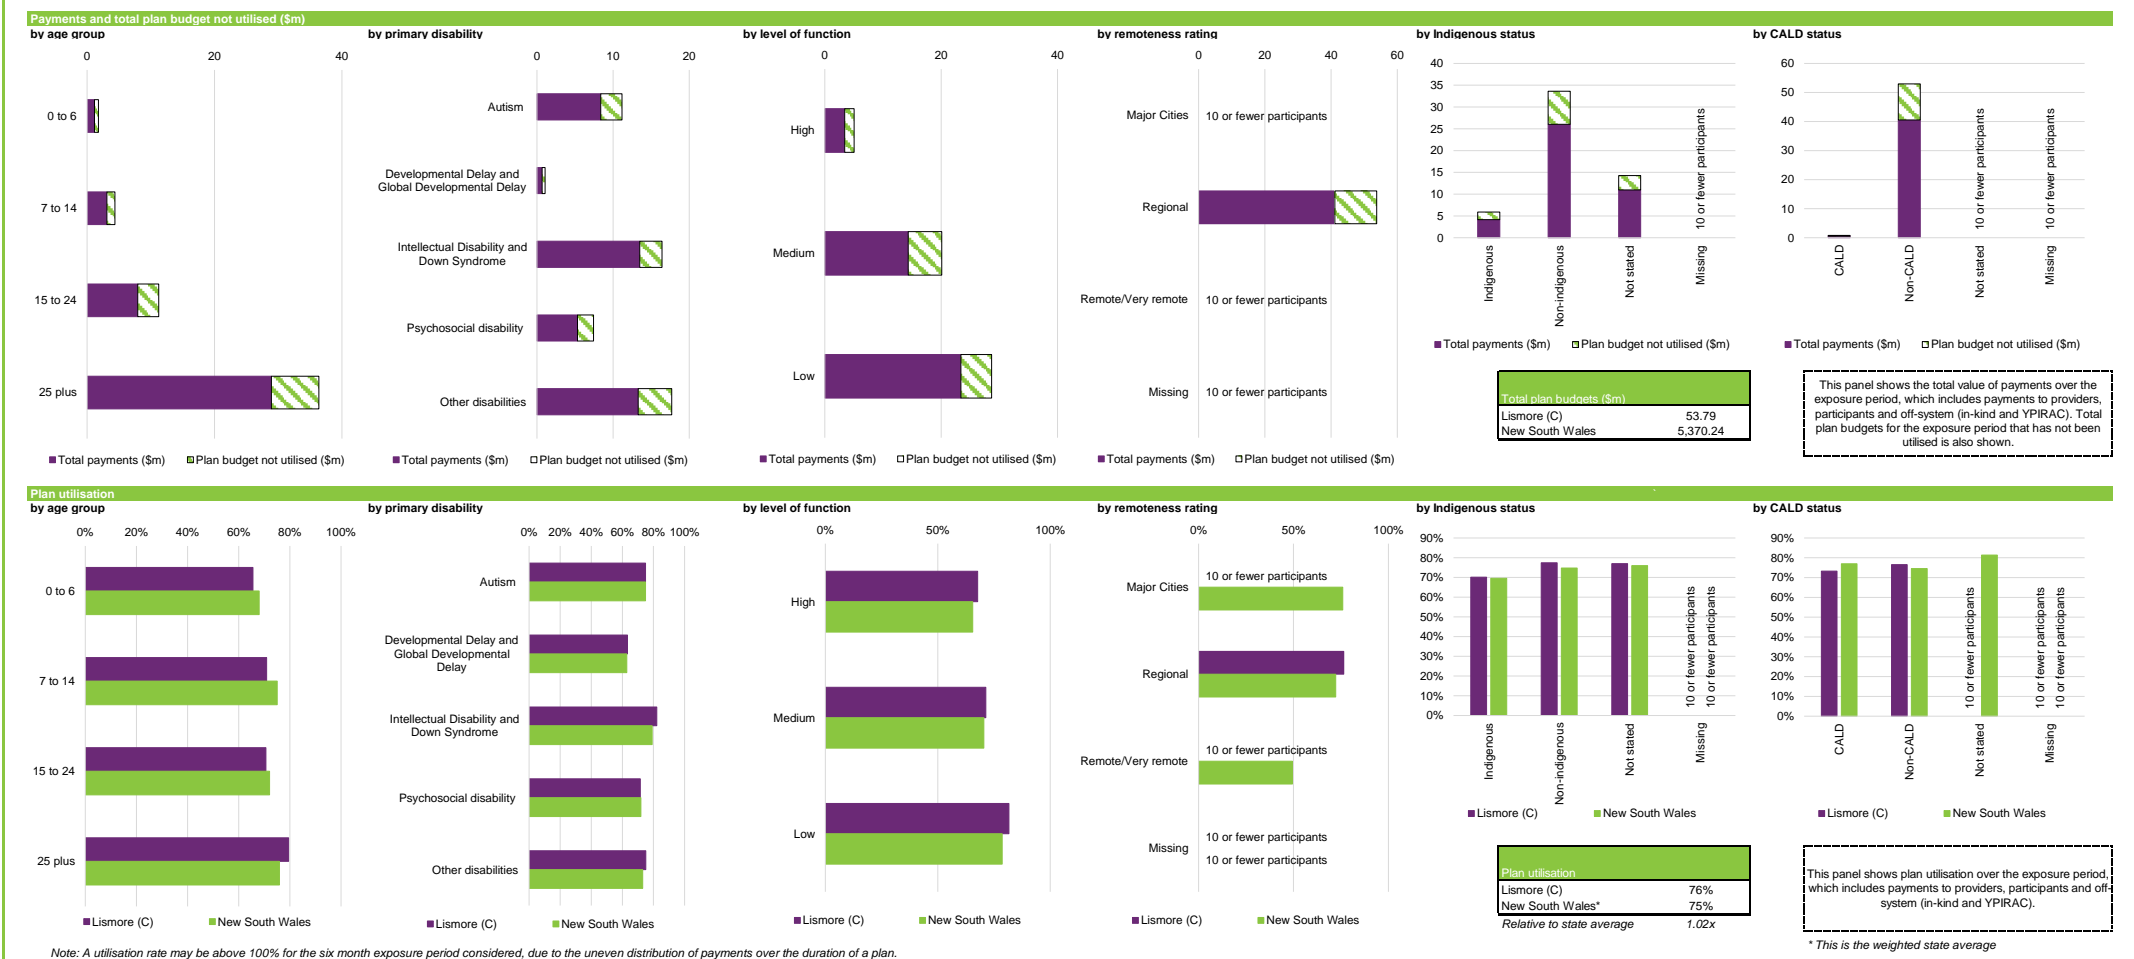 Payments and total plan budget not utilised ($m)
by age group
0 20 40
0 to 6
7 to 14
15 to 24
25 plus
Total payments ($m) Plan budget not utilised ($m)
by primary disability
0 10 20
Autism
Developmental Delay and
Global Developmental Delay
Intellectual Disability and
Down Syndrome
Psychosocial disability
Other disabilities
Total payments ($m) Plan budget not utilised ($m)
by level of function
0 20 40
High
Medium
Low
Total payments ($m) Plan budget not utilised ($m)
by remoteness rating
0 20 40 60
Major Cities 10 or fewer participants
Regional
Remote/Very remote 10 or fewer participants
Missing 10 or fewer participants
Total payments ($m) Plan budget not utilised ($m)
by Indigenous status
40
35
30
25
20
15
10
5
0
10 or fewer participants
Indigenous
Non-indigenous
Not stated
Missing
Total payments ($m) Plan budget not utilised ($m)
by CALD status
60
50
40
30
20
10
0
10 or fewer participants
10 or fewer participants
CALD
Non-CALD
Not stated
Missing
Total payments ($m) Plan budget not utilised ($m)
Total plan budgets ($m)
Lismore (C) 53.79
New South Wales 5,370.24
This panel shows the total value of payments over the
exposure period, which includes payments to providers,
participants and off-system (in-kind and YPIRAC). Total
plan budgets for the exposure period that has not been
utilised is also shown.
Plan utilisation
by age group
0% 20% 40% 60% 80% 100%
0 to 6
7 to 14
15 to 24
25 plus
Lismore (C) New South Wales
by primary disability
0% 20% 40% 60% 80% 100%
Autism
Developmental Delay and
Global Developmental
Delay
Intellectual Disability and
Down Syndrome
Psychosocial disability
Other disabilities
Lismore (C) New South Wales
by level of function
0% 50% 100%
High
Medium
Low
Lismore (C) New South Wales
by remoteness rating
0% 50% 100%
10 or fewer participants
Major Cities
Regional
10 or fewer participants
Remote/Very remote
10 or fewer participants
Missing
10 or fewer participants
Lismore (C) New South Wales
by Indigenous status
90%
80%
70%
60%
50%
40%
30%
20%
10%
0%
10 or fewer participants
10 or fewer participants
Indigenous
Non-indigenous
Not stated
Missing
Lismore (C) New South Wales
by CALD status
90%
80%
70%
60%
50%
40%
30%
20%
10%
0%
10 or fewer participants
10 or fewer participants
10 or fewer participants
CALD
Non-CALD
Not stated
Missing
Lismore (C) New South Wales
Plan utilisation
Lismore (C) 76%
New South Wales* 75%
Relative to state average 1.02x
This panel shows plan utilisation over the exposure period,
which includes payments to providers, participants and off-
system (in-kind and YPIRAC).
* This is the weighted state average
Note: A utilisation rate may be above 100% for the six month exposure period considered, due to the uneven distribution of payments over the duration of a plan.